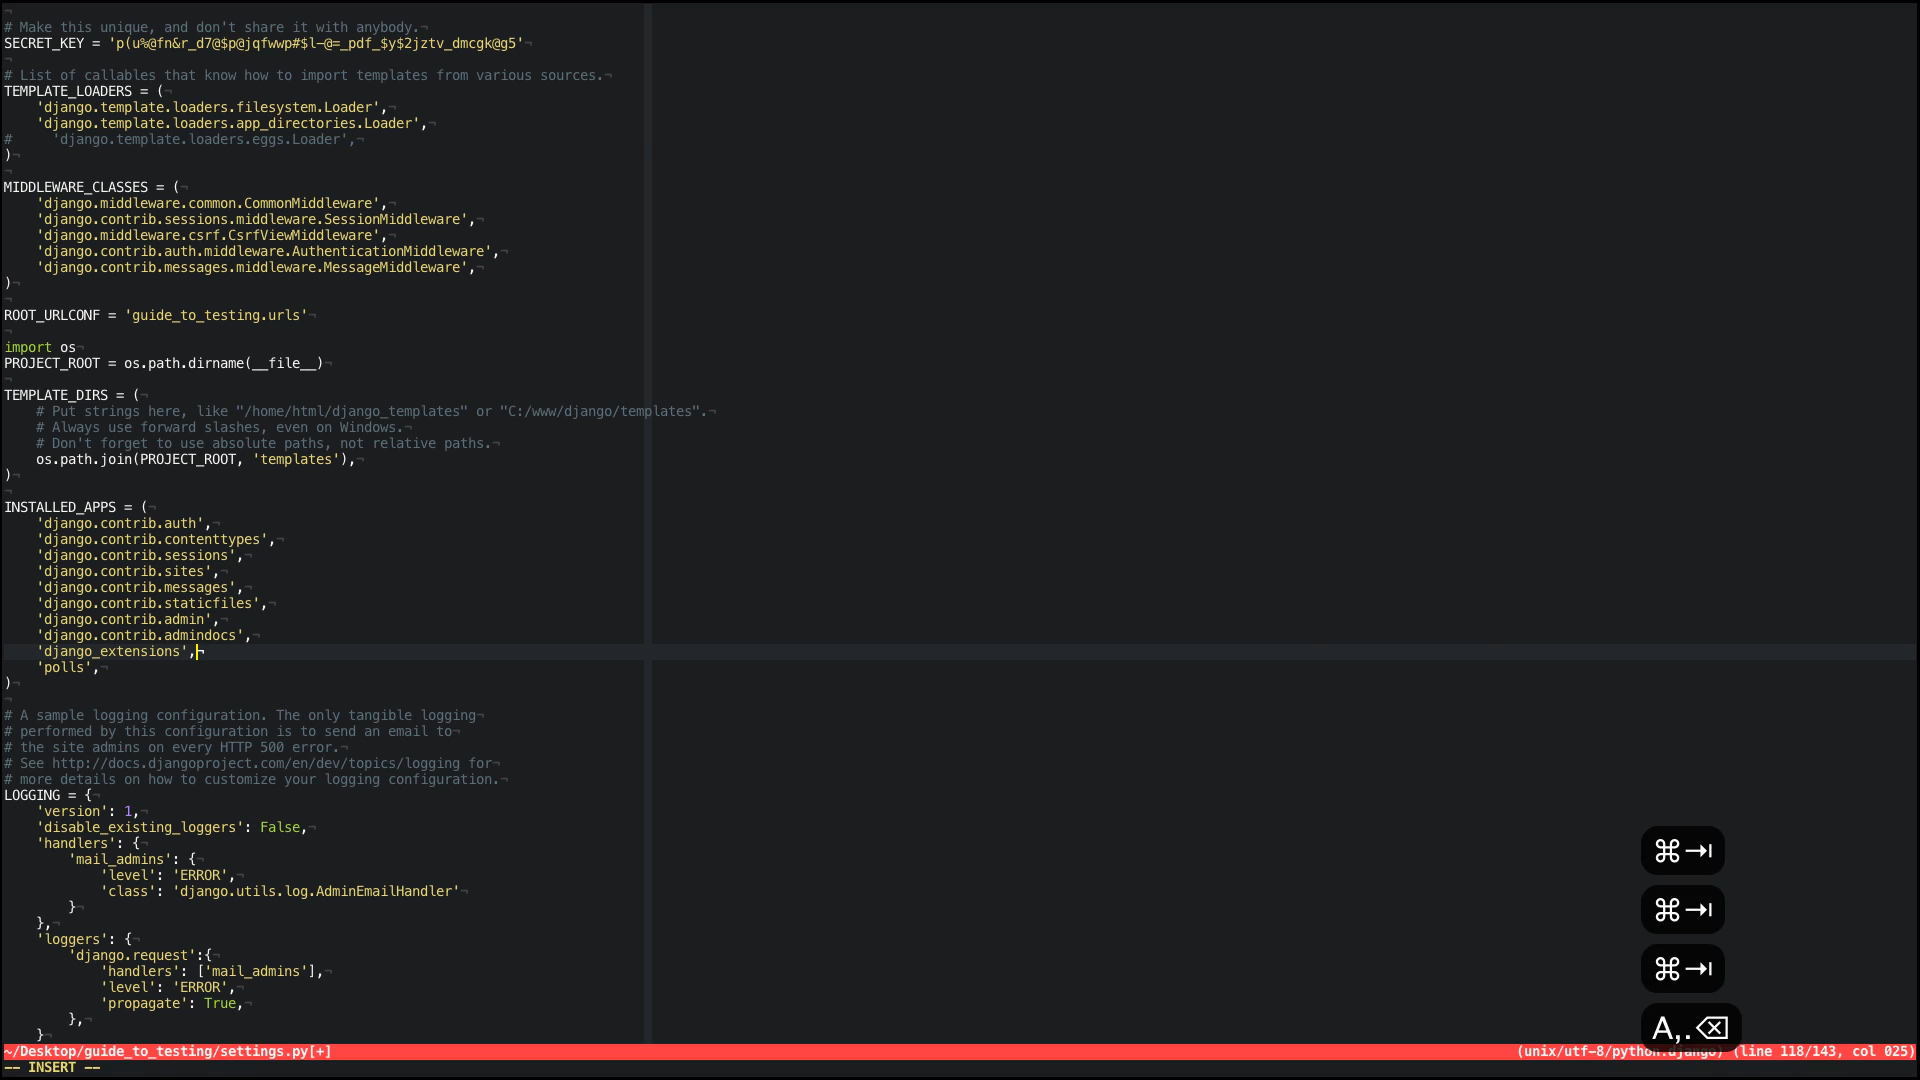 # Make this unique, and don't share it with anybody.¬
SECRET_KEY = 'p(u%@fn&r_d7@$p@jqfwwp#$l-@=_pdf_$y$2jztv_dmcgk@g5'¬
¬
# List of callables that know how to import templates from various sources.¬
TEMPLATE_LOADERS = (¬
    'django.template.loaders.filesystem.Loader',¬
    'django.template.loaders.app_directories.Loader',¬
#     'django.template.loaders.eggs.Loader',¬
)¬
¬
MIDDLEWARE_CLASSES = (¬
    'django.middleware.common.CommonMiddleware',¬
    'django.contrib.sessions.middleware.SessionMiddleware',¬
    'django.middleware.csrf.CsrfViewMiddleware',¬
    'django.contrib.auth.middleware.AuthenticationMiddleware',¬
    'django.contrib.messages.middleware.MessageMiddleware',¬
)¬
¬
ROOT_URLCONF = 'guide_to_testing.urls'¬
¬
import os¬
PROJECT_ROOT = os.path.dirname(__file__)¬
¬
TEMPLATE_DIRS = (¬
    # Put strings here, like "/home/html/django_templates" or "C:/www/django/templates".¬
    # Always use forward slashes, even on Windows.¬
    # Don't forget to use absolute paths, not relative paths.¬
    os.path.join(PROJECT_ROOT, 'templates'),¬
)¬
¬
INSTALLED_APPS = (¬
    'django.contrib.auth',¬
    'django.contrib.contenttypes',¬
    'django.contrib.sessions',¬
    'django.contrib.sites',¬
    'django.contrib.messages',¬
    'django.contrib.staticfiles',¬
    'django.contrib.admin',¬
    'django.contrib.admindocs',¬
    'django_extensions',¬
    'polls',¬
)¬
¬
# A sample logging configuration. The only tangible logging¬
# performed by this configuration is to send an email to¬
# the site admins on every HTTP 500 error.¬
# See http://docs.djangoproject.com/en/dev/topics/logging for¬
# more details on how to customize your logging configuration.¬
LOGGING = {¬
    'version': 1,¬
    'disable_existing_loggers': False,¬
    'handlers': {¬
        'mail_admins': {¬
            'level': 'ERROR',¬
            'class': 'django.utils.log.AdminEmailHandler'¬
        }¬
    },¬
    'loggers': {¬
        'django.request':{¬
            'handlers': ['mail_admins'],¬
            'level': 'ERROR',¬
            'propagate': True,¬
        },¬
    }¬
⌘⇥
⌘⇥
⌘⇥
A,.⌫
~/Desktop/guide_to_testing/settings.py[+] (unix/utf-8/python.django) (line 118/143, col 025)
-- INSERT --